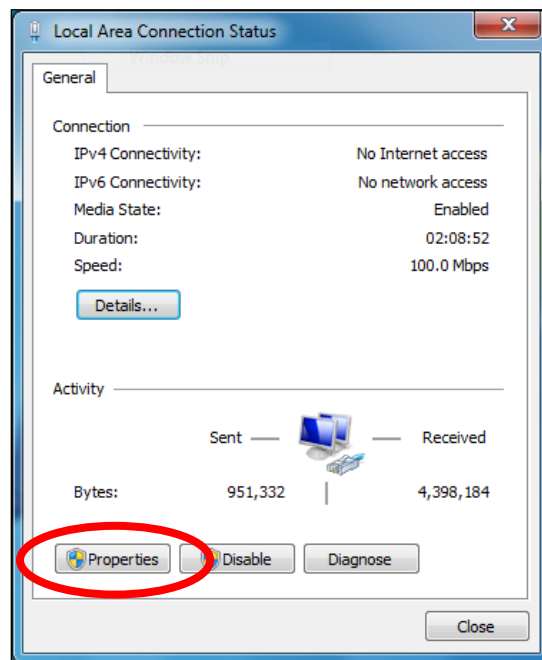 Local Area Connection Status
Window Snip
General
Connection
IPv4 Connectivity: No Internet access
IPv6 Connectivity: No network access
Media State: Enabled
Duration: 02:08:52
Speed: 100.0 Mbps
Details...
Activity
Sent Received
Bytes: 951,332 4,398,184
Properties Disable Diagnose
Close